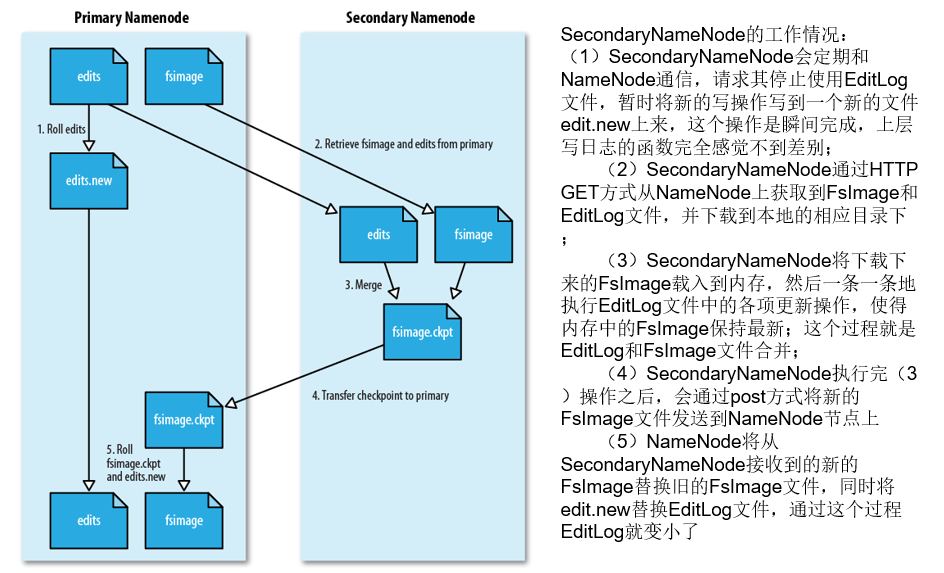 Primary Namenode
Secondary Namenode
edits
fsimage
1. Roll edits
2. Retrieve fsimage and edits from primary
edits.new
edits
fsimage
3. Merge
fsimage.ckpt
4. Transfer checkpoint to primary
fsimage.ckpt
5. Roll
fsimage.ckpt
and edits.new
edits
fsimage
SecondaryNameNode的工作情况：
（1）SecondaryNameNode会定期和
NameNode通信，请求其停止使用EditLog
文件，暂时将新的写操作写到一个新的文件
edit.new上来，这个操作是瞬间完成，上层
写日志的函数完全感觉不到差别；
（2）SecondaryNameNode通过HTTP
GET方式从NameNode上获取到FsImage和
EditLog文件，并下载到本地的相应目录下
；
（3）SecondaryNameNode将下载下
来的FsImage载入到内存，然后一条一条地
执行EditLog文件中的各项更新操作，使得
内存中的FsImage保持最新；这个过程就是
EditLog和FsImage文件合并；
（4）SecondaryNameNode执行完（3
）操作之后，会通过post方式将新的
FsImage文件发送到NameNode节点上
（5）NameNode将从
SecondaryNameNode接收到的新的
FsImage替换旧的FsImage文件，同时将
edit.new替换EditLog文件，通过这个过程
EditLog就变小了